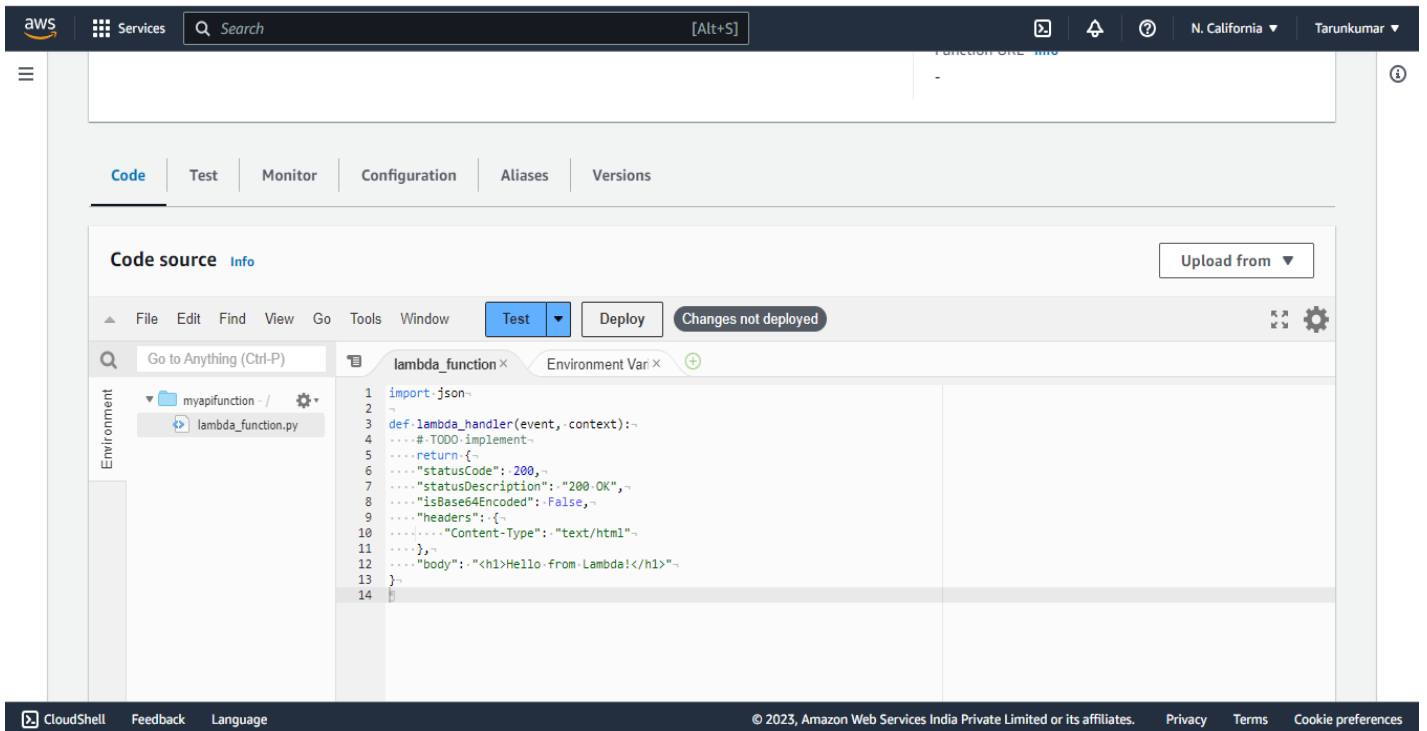 aws Services Search [Alt+S] N. California ▼ Tarunkumar ▼
Function URL Info
-
Code Test Monitor Configuration Aliases Versions
Code source Info Upload from ▼
File Edit Find View Go Tools Window Test Deploy Changes not deployed
Go to Anything (Ctrl-P) lambda_function × Environment Vari ×
Environment
myapifunction - /
lambda_function.py
1 import json
2
3 def lambda_handler(event, context):
4     # TODO implement
5     return {
6     "statusCode": 200,
7     "statusDescription": "200 OK",
8     "isBase64Encoded": False,
9     "headers": {
10         "Content-Type": "text/html"
11     },
12     "body": "<h1>Hello from Lambda!</h1>"
13 }
14
CloudShell Feedback Language © 2023, Amazon Web Services India Private Limited or its affiliates. Privacy Terms Cookie preferences